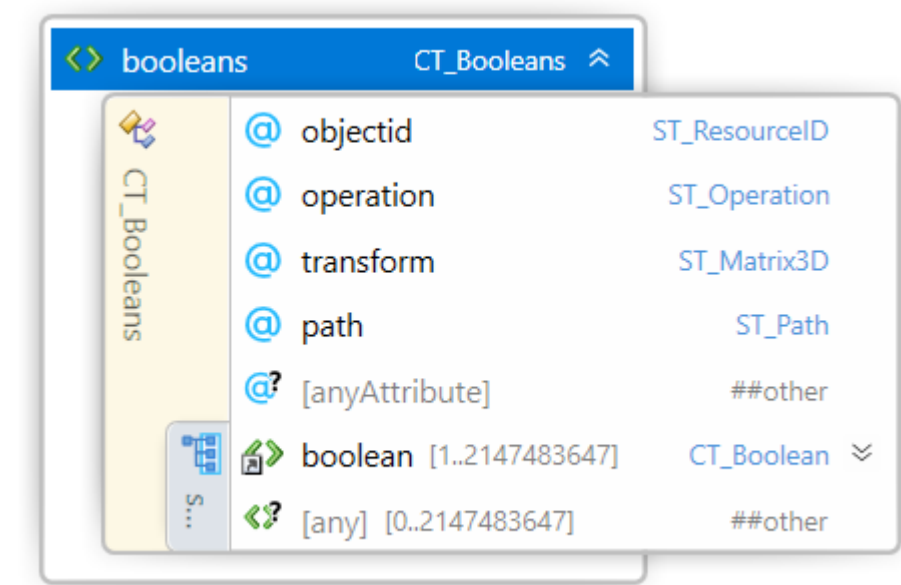 booleans CT_Booleans
CT_Booleans
@ objectid ST_ResourceID
@ operation ST_Operation
@ transform ST_Matrix3D
@ path ST_Path
@? [anyAttribute] ##other
boolean [1..2147483647] CT_Boolean
S...
<>? [any] [0..2147483647] ##other